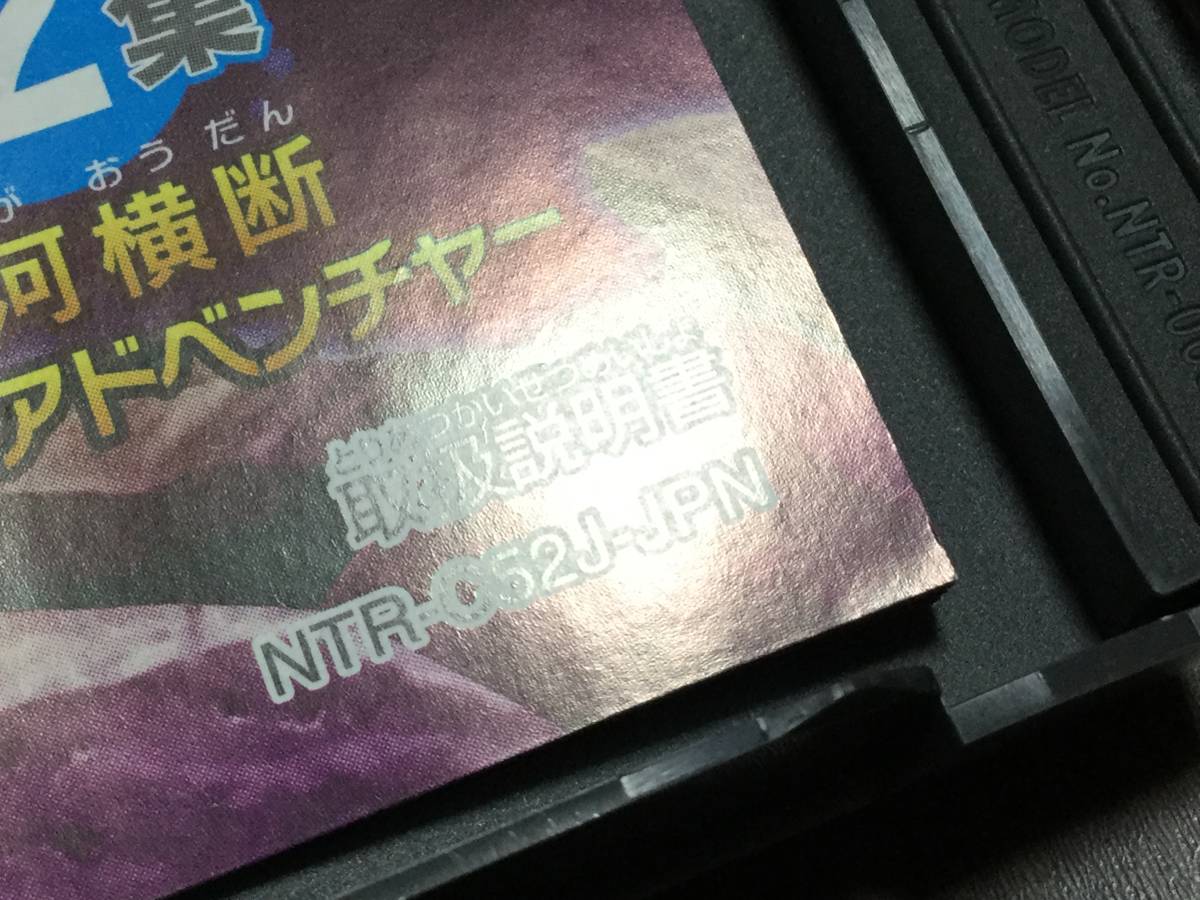 2集
がおうだん
河横断
アドベンチャー
とりあつかいせつめいしょ
取扱説明書
NTR-C52J-JPN
MODEL No.NTR-00